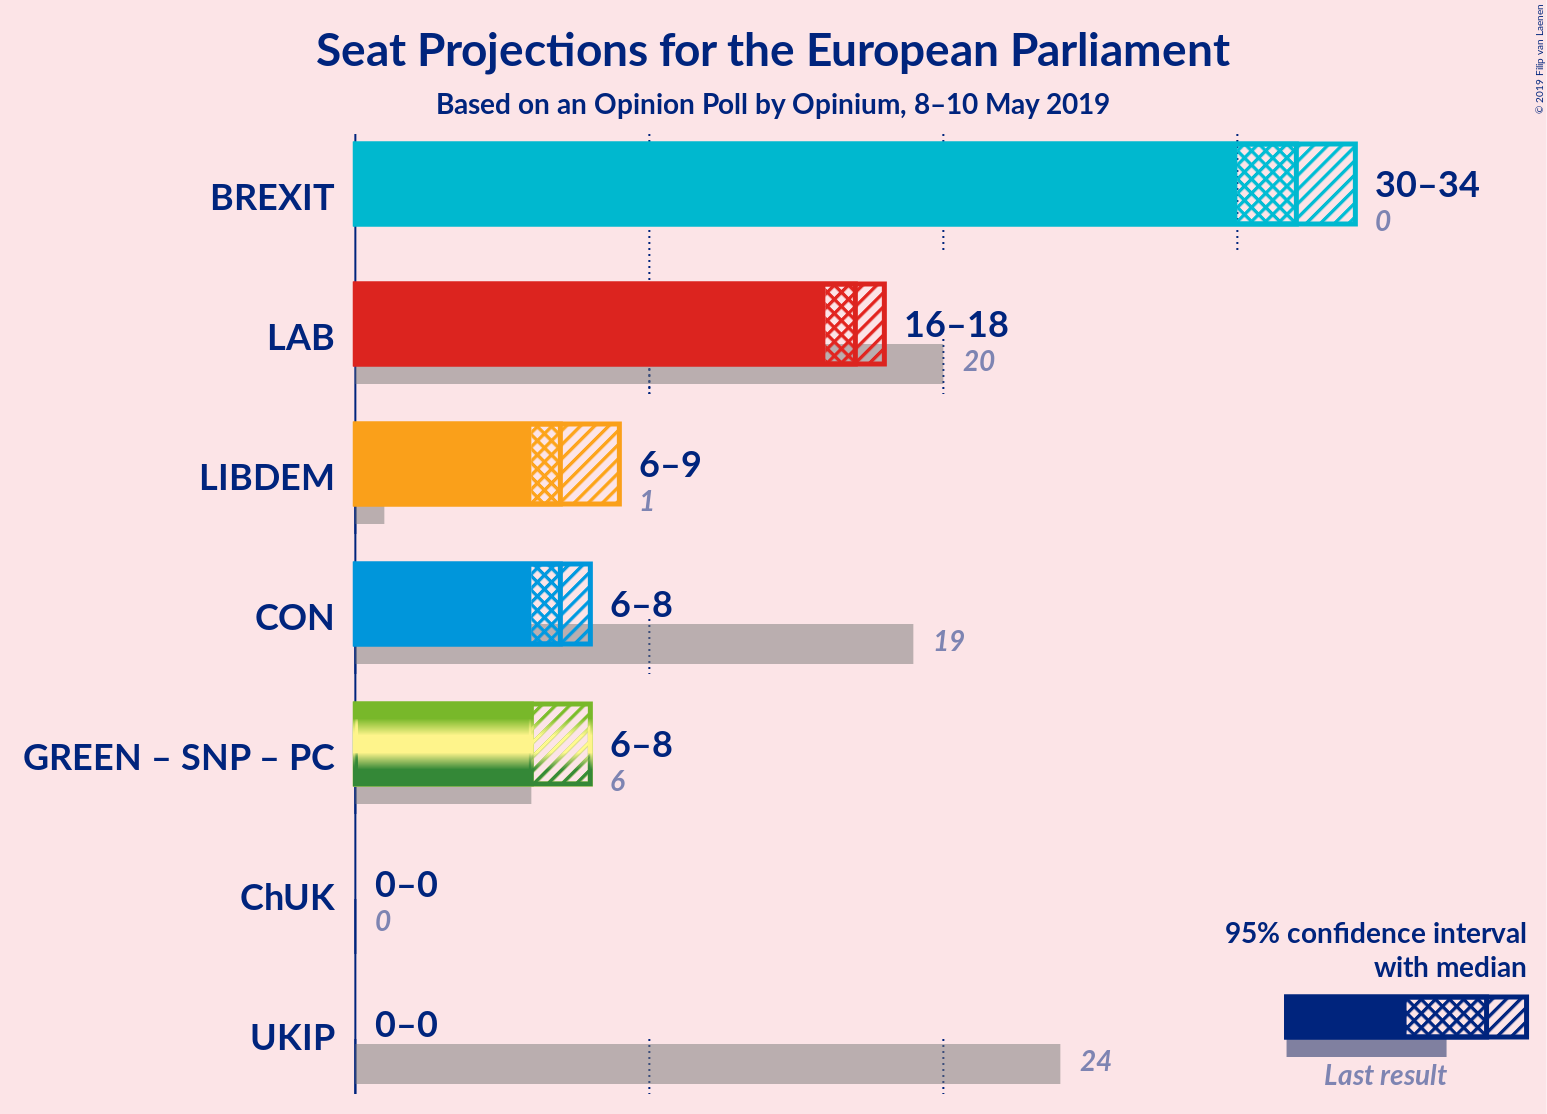 Seat Projections for the European Parliament
Based on an Opinion Poll by Opinium, 8–10 May 2019
© 2019 Filip van Laenen
BREXIT
30–34
0
LAB
16–18
20
LIBDEM
6–9
1
CON
6–8
19
GREEN – SNP – PC
6–8
6
ChUK
0–0
0
UKIP
0–0
24
95% confidence interval
with median
Last result